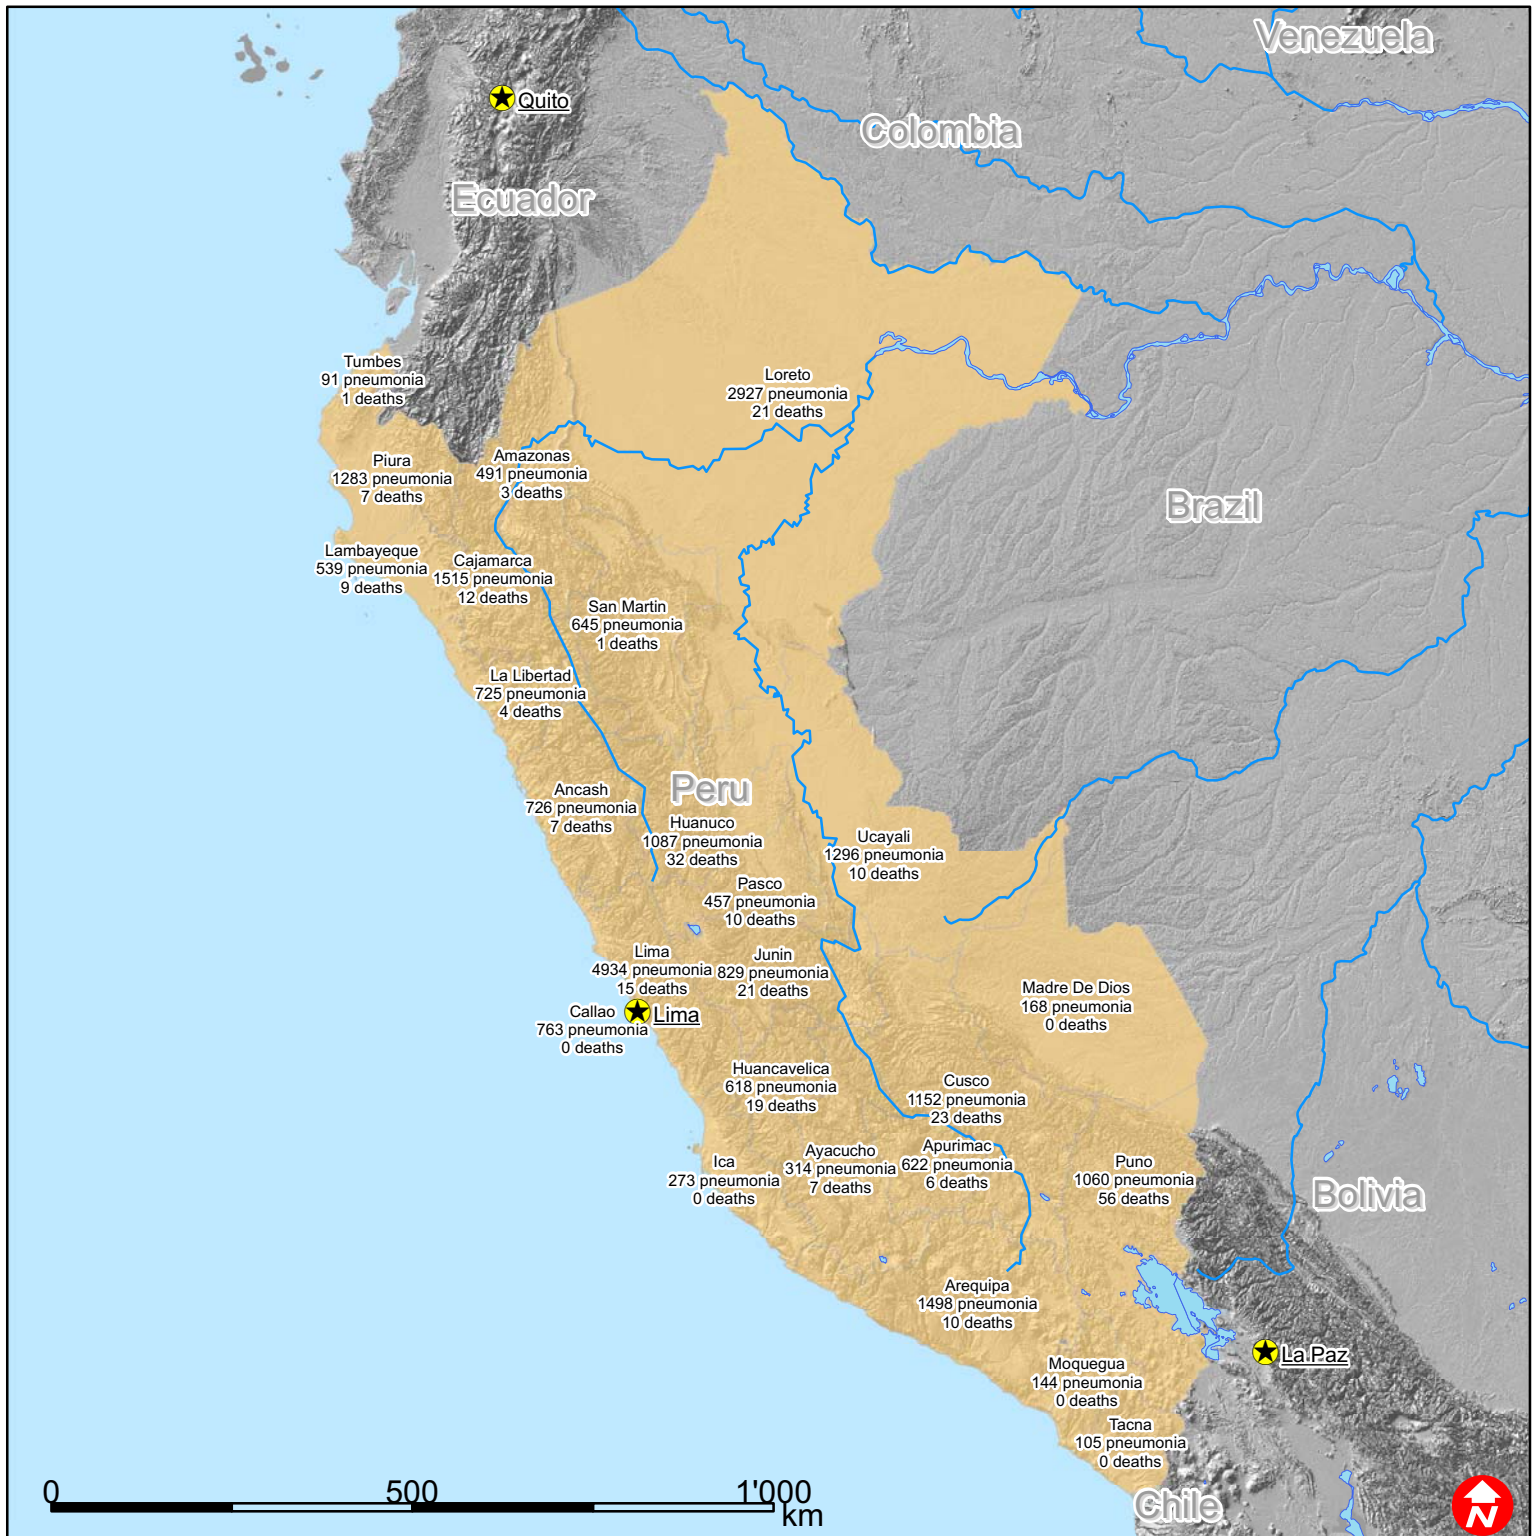 Venezuela
Quito
Colombia
Ecuador
Tumbes
91 pneumonia
1 deaths
Loreto
2927 pneumonia
21 deaths
Piura
1283 pneumonia
7 deaths
Amazonas
491 pneumonia
3 deaths
Brazil
Lambayeque
539 pneumonia
9 deaths
Cajamarca
1515 pneumonia
12 deaths
San Martin
645 pneumonia
1 deaths
La Libertad
725 pneumonia
4 deaths
Peru
Ancash
726 pneumonia
7 deaths
Huanuco
1087 pneumonia
32 deaths
Ucayali
1296 pneumonia
10 deaths
Pasco
457 pneumonia
10 deaths
Lima
4934 pneumonia
15 deaths
Junin
829 pneumonia
21 deaths
Madre De Dios
168 pneumonia
0 deaths
Callao
763 pneumonia
0 deaths
Lima
Huancavelica
618 pneumonia
19 deaths
Cusco
1152 pneumonia
23 deaths
Ayacucho
314 pneumonia
7 deaths
Apurimac
622 pneumonia
6 deaths
Ica
273 pneumonia
0 deaths
Puno
1060 pneumonia
56 deaths
Bolivia
Arequipa
1498 pneumonia
10 deaths
La Paz
Moquegua
144 pneumonia
0 deaths
Tacna
105 pneumonia
0 deaths
0 500 1'000
km
Chile
N